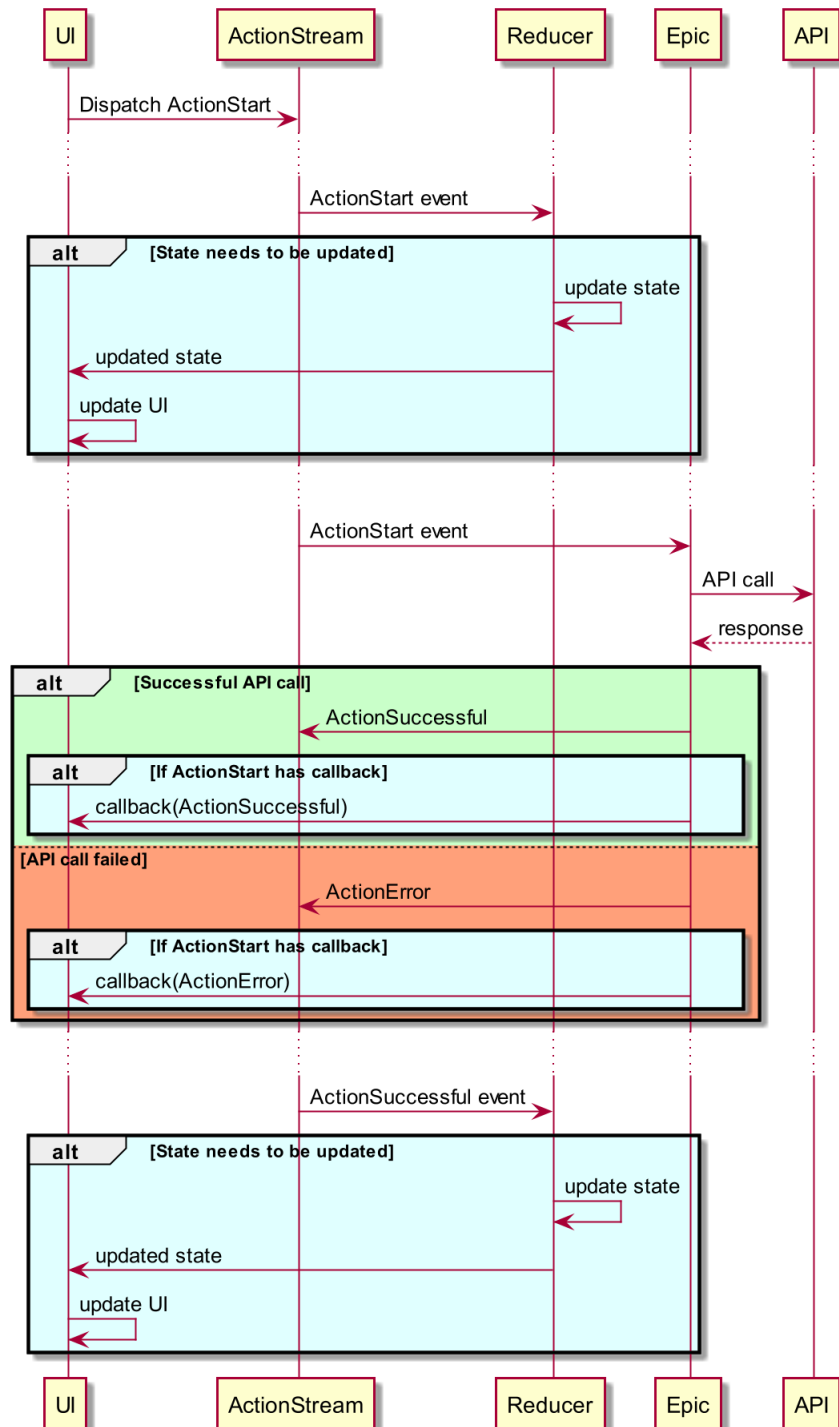 UI ActionStream Reducer Epic API
Dispatch ActionStart
ActionStart event
alt [State needs to be updated]
update state
updated state
update UI
ActionStart event
API call
response
alt [Successful API call]
ActionSuccessful
alt [If ActionStart has callback]
callback(ActionSuccessful)
[API call failed]
ActionError
alt [If ActionStart has callback]
callback(ActionError)
ActionSuccessful event
alt [State needs to be updated]
update state
updated state
update UI
UI ActionStream Reducer Epic API